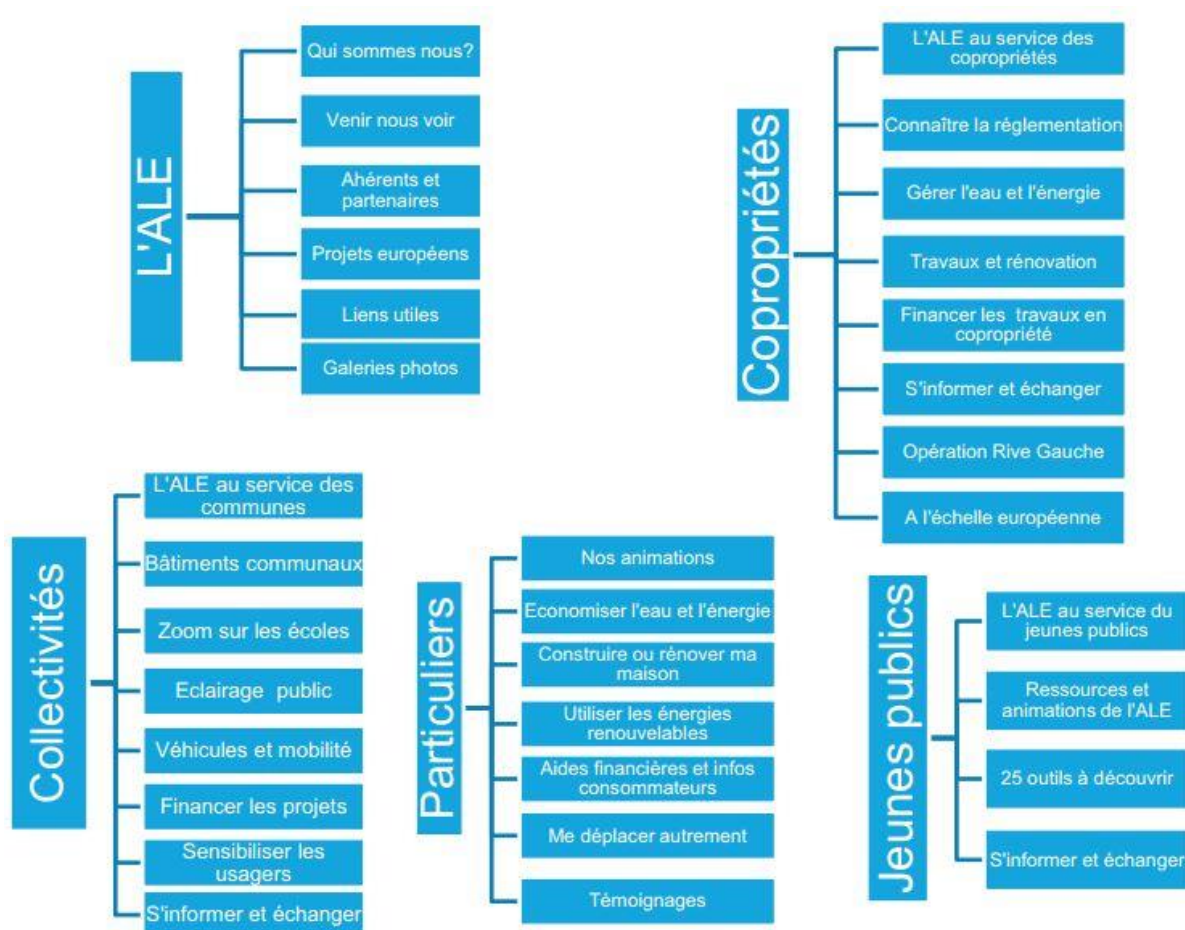 L'ALE
Qui sommes nous?
Venir nous voir
Ahérents et
partenaires
Projets européens
Liens utiles
Galeries photos
Copropriétés
L'ALE au service des
copropriétés
Connaître la réglementation
Gérer l'eau et l'énergie
Travaux et rénovation
Financer les travaux en
copropriété
S'informer et échanger
Opération Rive Gauche
A l'échelle européenne
Collectivités
L'ALE au service des
communes
Bâtiments communaux
Zoom sur les écoles
Eclairage public
Véhicules et mobilité
Financer les projets
Sensibiliser les
usagers
S'informer et échanger
Particuliers
Nos animations
Economiser l'eau et l'énergie
Construire ou rénover ma
maison
Utiliser les énergies
renouvelables
Aides financières et infos
consommateurs
Me déplacer autrement
Témoignages
Jeunes publics
L'ALE au service du
jeunes publics
Ressources et
animations de l'ALE
25 outils à découvrir
S'informer et échanger